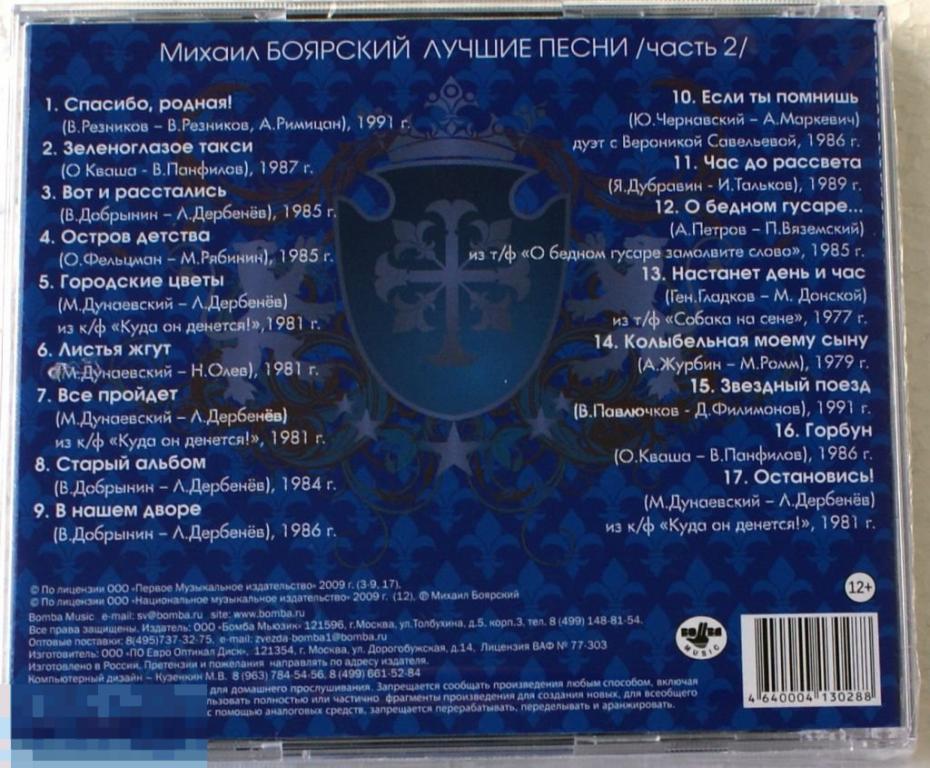 Михаил БОЯРСКИЙ ЛУЧШИЕ ПЕСНИ /часть 2/
1. Спасибо, родная!
(В.Резников – В.Резников, А.Римицан), 1991 г.
2. Зеленоглазое такси
(О Кваша - В.Панфилов), 1987 г.
3. Вот и расстались
(В.Добрынин – Л.Дербенёв), 1985 г.
4. Остров детства
(О.Фельцман – М.Рябинин), 1985 г.
5. Городские цветы
(М.Дунаевский – Л.Дербенёв)
из к/ф «Куда он денется!»,1981 г.
6. Листья жгут
(М.Дунаевский – Н.Олев), 1981 г.
7. Все пройдет
(М.Дунаевский – Л.Дербенёв)
из к/ф «Куда он денется!», 1981 г.
8. Старый альбом
(В.Добрынин – Л.Дербенёв), 1984 г.
9. В нашем дворе
(В.Добрынин – Л.Дербенёв), 1986 г.
10. Если ты помнишь
(Ю.Чернавский – А.Маркевич)
дуэт с Вероникой Савельевой, 1986 г.
11. Час до рассвета
(Я.Дубравин - И.Тальков), 1989 г.
12. О бедном гусаре...
(А.Петров – П.Вяземский)
из т/ф «О бедном гусаре замолвите слово», 1985 г.
13. Настанет день и час
(Ген.Гладков – М. Донской)
из т/ф «Собака на сене», 1977 г.
14. Колыбельная моему сыну
(А.Журбин – М.Ромм), 1979 г.
15. Звездный поезд
(В.Павлючков - Д.Филимонов), 1991 г.
16. Горбун
(О.Кваша – В.Панфилов), 1986 г.
17. Остановись!
(М.Дунаевский – Л.Дербенёв)
из к/ф «Куда он денется!», 1981 г.
© По лицензии ООО «Первое Музыкальное издательство» 2009 г. (3-9, 17).
© По лицензии ООО «Национальное музыкальное издательство» 2009 г. (12), ℗ Михаил Боярский
12+
Bomba Music e-mail: sv@bomba.ru site: www.bomba.ru
Все права защищены. Издатель: ООО «Бомба Мьюзик» 121596, г.Москва, ул.Толбухина, д.5. корп.3, тел. 8 (499) 148-81-54.
Оптовые поставки: 8(495)737-32-75, e-mail: zvezda-bomba1@bomba.ru
Изготовитель: ООО «ПО Евро Оптикал Диск», 121354, г. Москва, ул. Дорогобужская, д.14. Лицензия ВАФ № 77-303
Изготовлено в России. Претензии и пожелания направлять по адресу издателя.
Компьютерный дизайн – Кузенкин М.В. 8 (963) 784-54-56, 8 (499) 661-52-84
для домашнего прослушивания. Запрещается сообщать произведения любым способом, включая
пользовать полностью или частично фрагменты произведения для создания новых, для всеобщего
с помощью аналоговых средств, запрещается перерабатывать, переделывать и аранжировать.
BOMBA
MUSIC
4 640004 130288